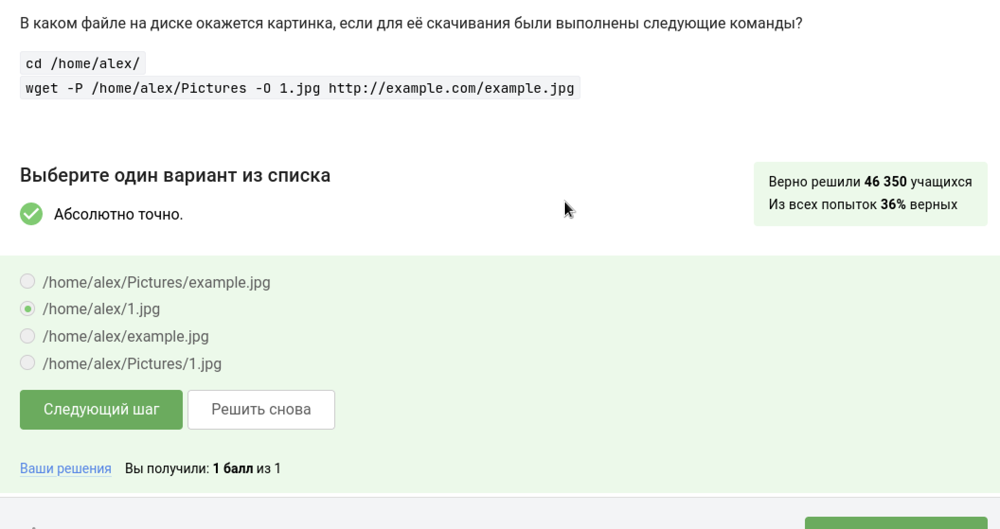 В каком файле на диске окажется картинка, если для её скачивания были выполнены следующие команды?
cd /home/alex/
wget -P /home/alex/Pictures -O 1.jpg http://example.com/example.jpg
Выберите один вариант из списка
Верно решили 46 350 учащихся
Из всех попыток 36% верных
Абсолютно точно.
/home/alex/Pictures/example.jpg
/home/alex/1.jpg
/home/alex/example.jpg
/home/alex/Pictures/1.jpg
Следующий шаг
Решить снова
Ваши решения Вы получили: 1 балл из 1